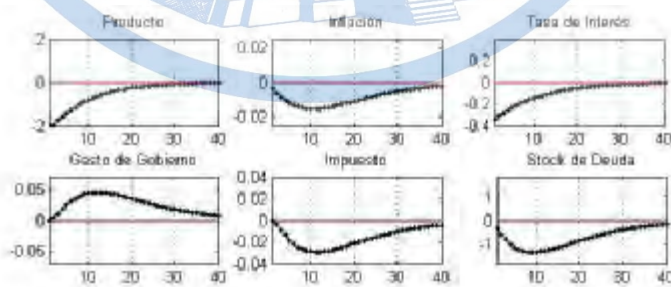 Producto Inflación Tasa de Interés
2 0.02 0.2
0 0 0
-0.2
-2 -0.02 -0.4
10 20 30 40 10 20 30 40 10 20 30 40
Gasto de Gobierno Impuesto Stock de Deuda
0.04
0.05 0.02 1
0 0 0
-0.02 -1
-0.05 -0.04
10 20 30 40 10 20 30 40 10 20 30 40